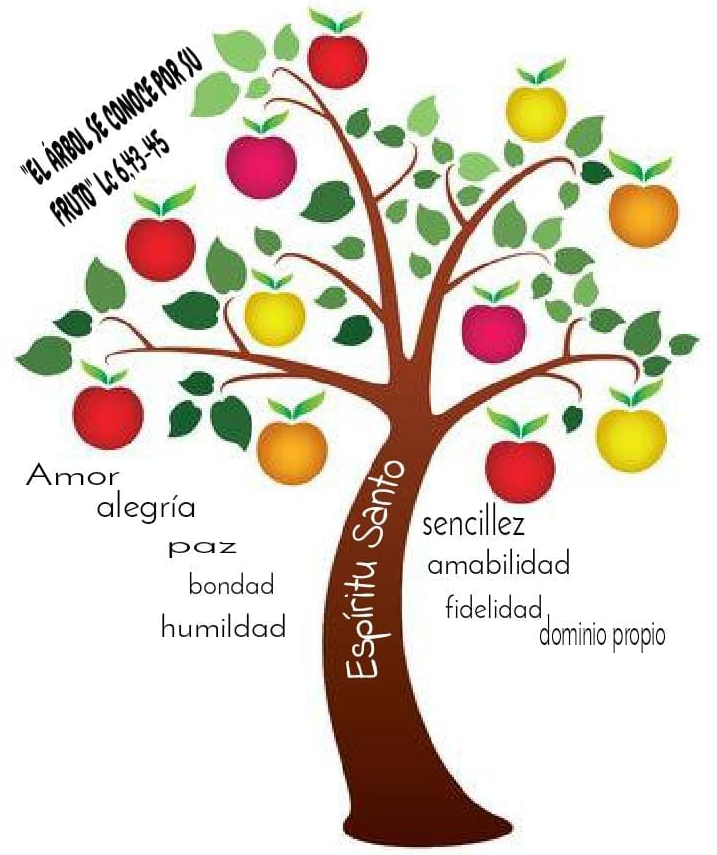 "EL ÁRBOL SE CONOCE POR SU
FRUTO" Lc 6,43-45
Amor
alegría
paz
bondad
humildad
Espíritu Santo
sencillez
amabilidad
fidelidad
dominio propio